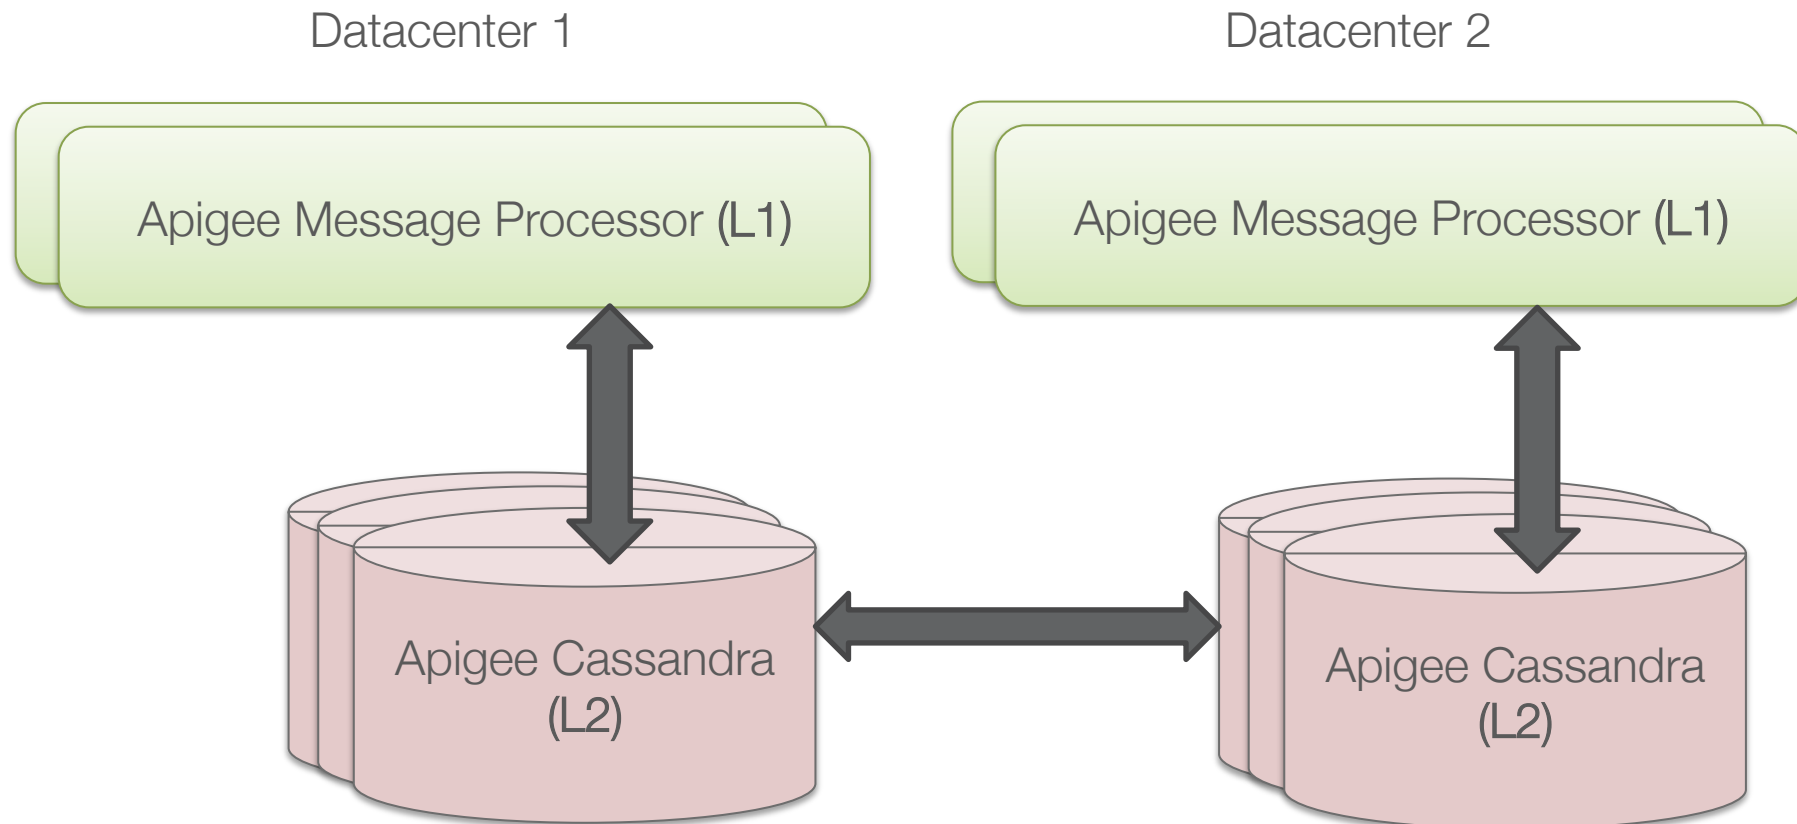 Datacenter 1
Datacenter 2
Apigee Message Processor (L1)
Apigee Message Processor (L1)
Apigee Cassandra
(L2)
Apigee Cassandra
(L2)